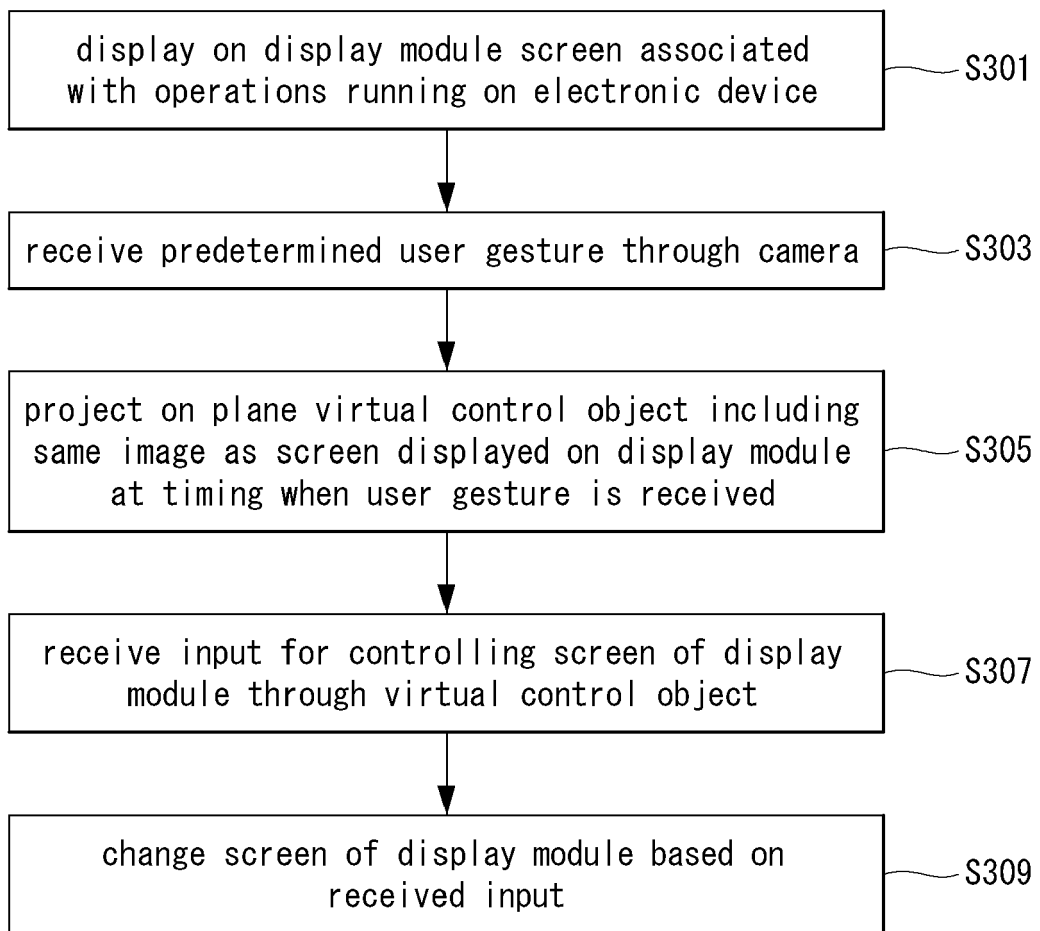 display on display module screen associated
with operations running on electronic device
S301
receive predetermined user gesture through camera
S303
project on plane virtual control object including
same image as screen displayed on display module
at timing when user gesture is received
S305
receive input for controlling screen of display
module through virtual control object
S307
change screen of display module based on
received input
S309